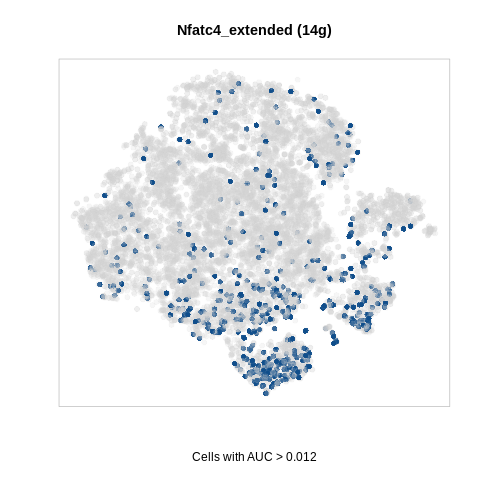 Nfatc4_extended (14g)
Cells with AUC > 0.012